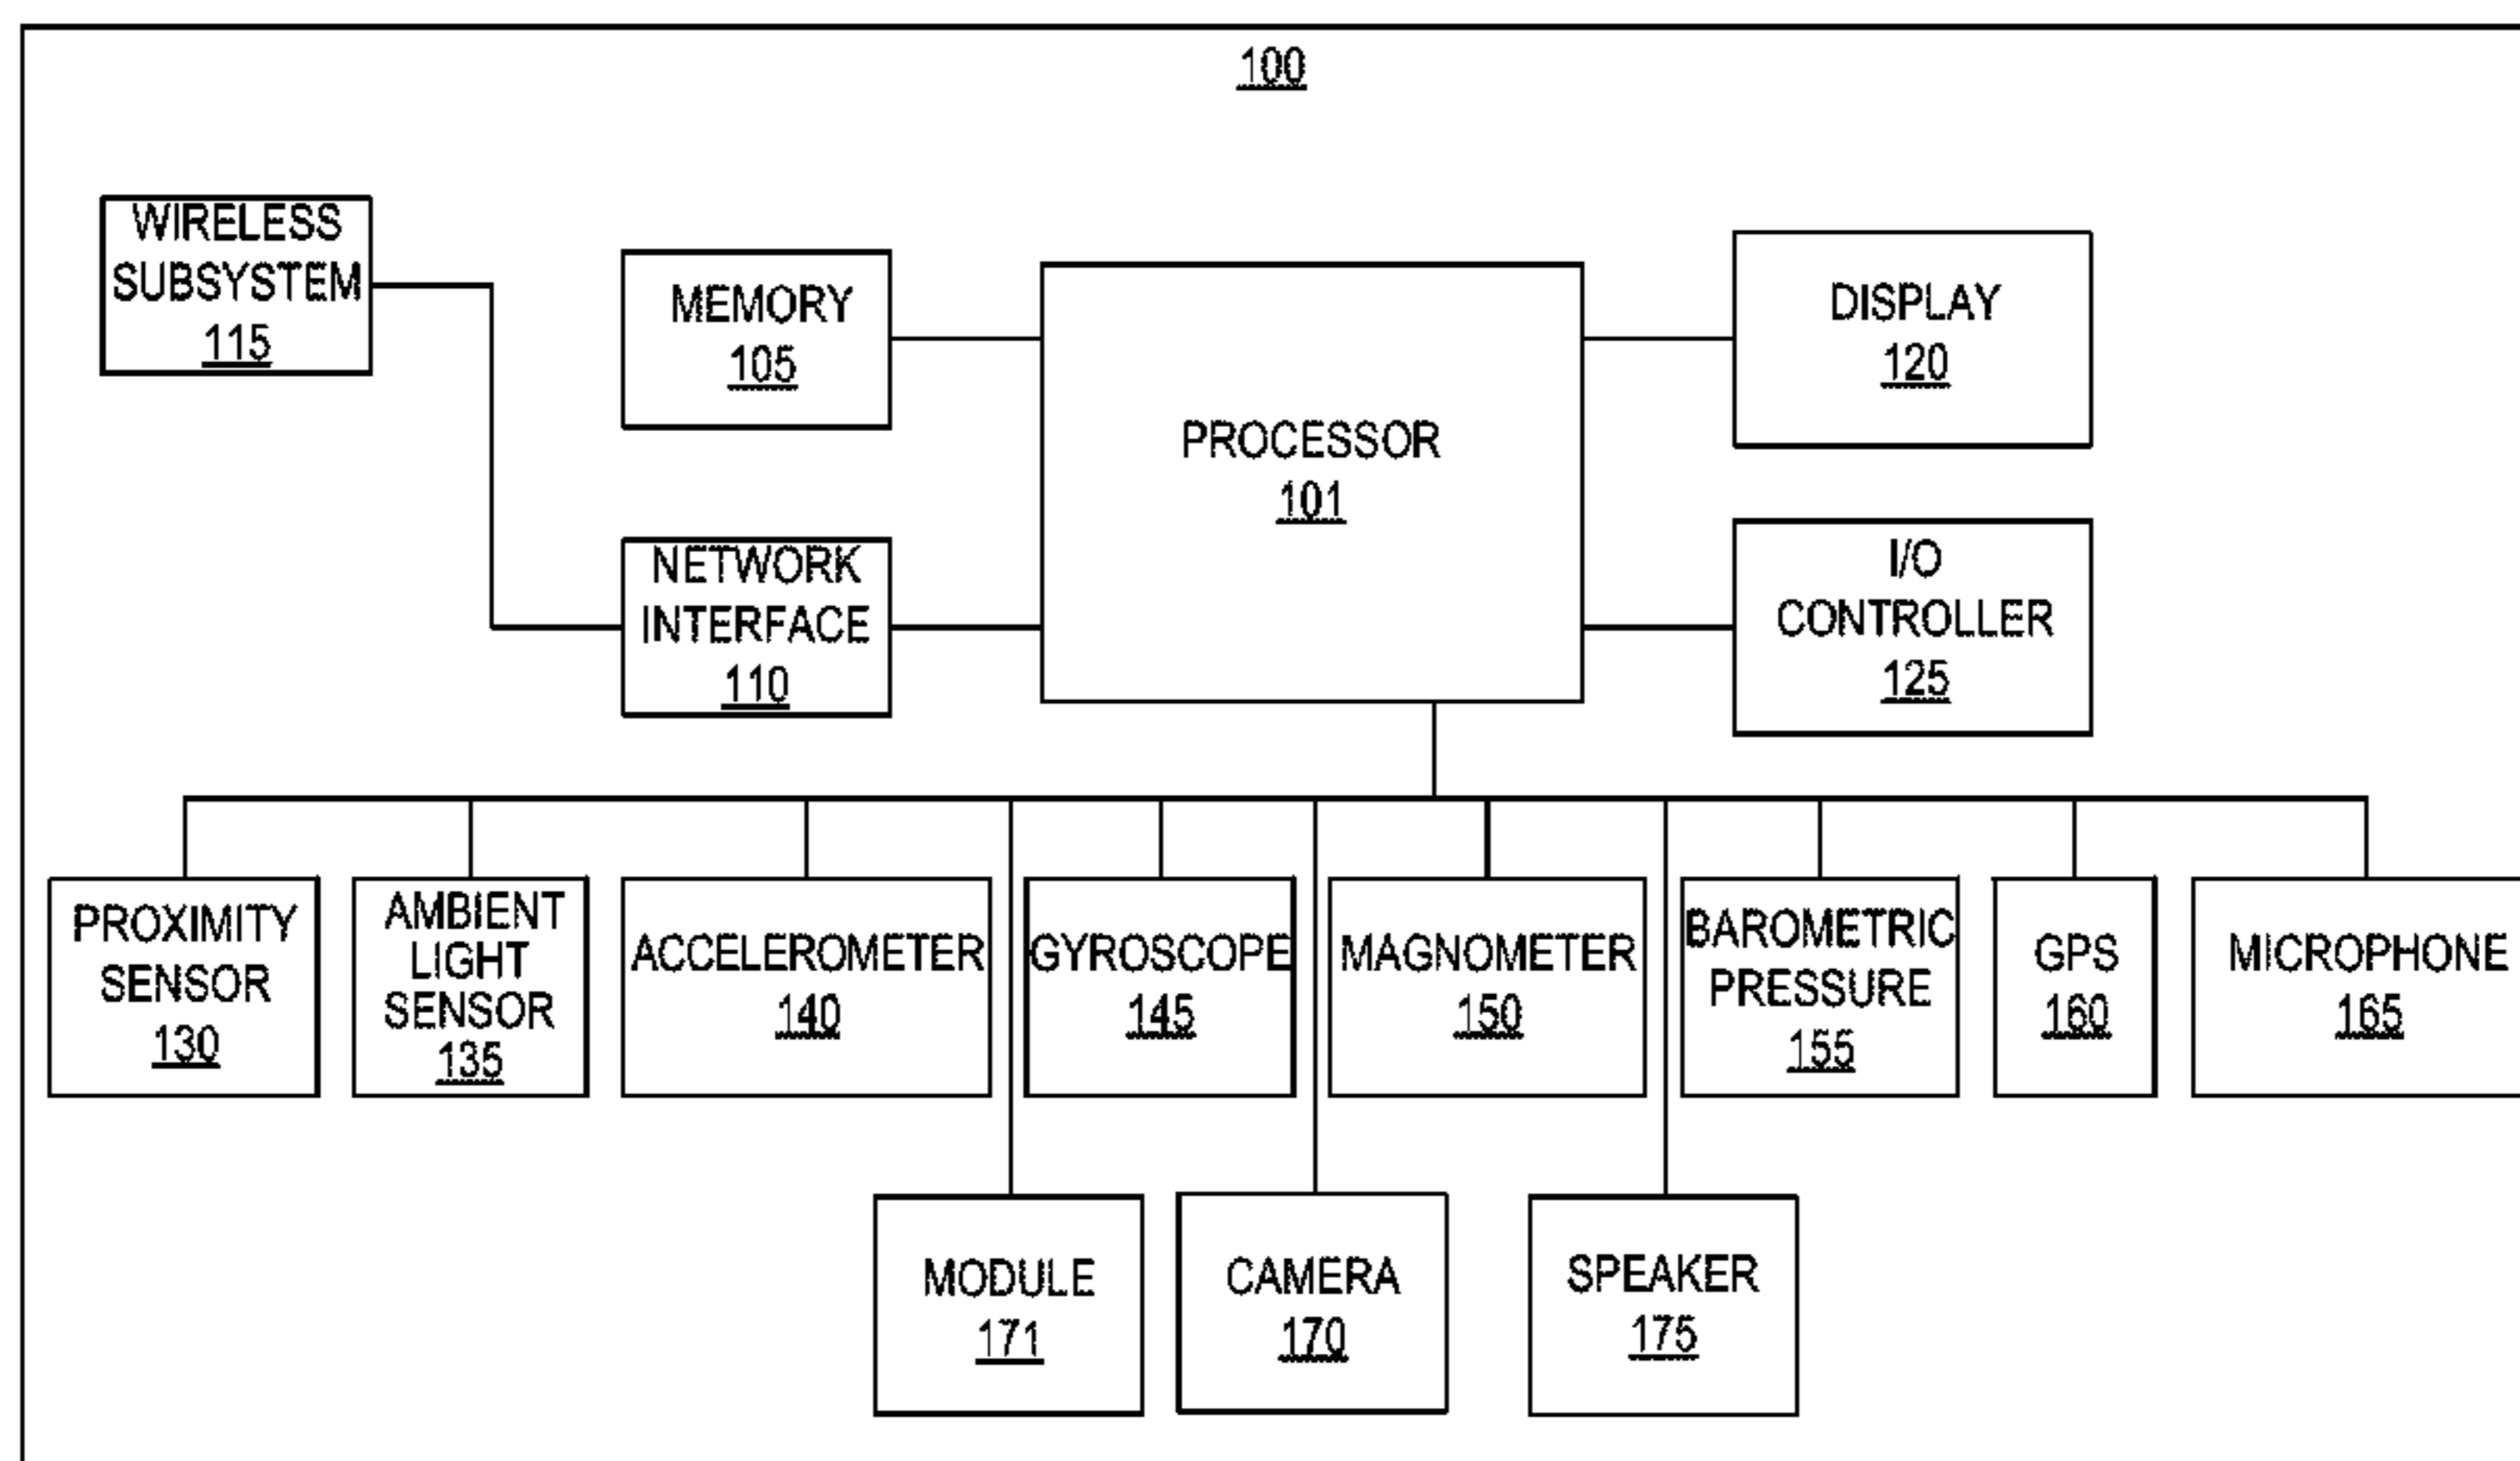 100
WIRELESS
SUBSYSTEM
115
MEMORY
105
PROCESSOR
101
DISPLAY
120
NETWORK
INTERFACE
110
I/O
CONTROLLER
125
PROXIMITY
SENSOR
130
AMBIENT
LIGHT
SENSOR
135
ACCELEROMETER
140
GYROSCOPE
145
MAGNOMETER
150
BAROMETRIC
PRESSURE
155
GPS
160
MICROPHONE
165
MODULE
171
CAMERA
170
SPEAKER
175